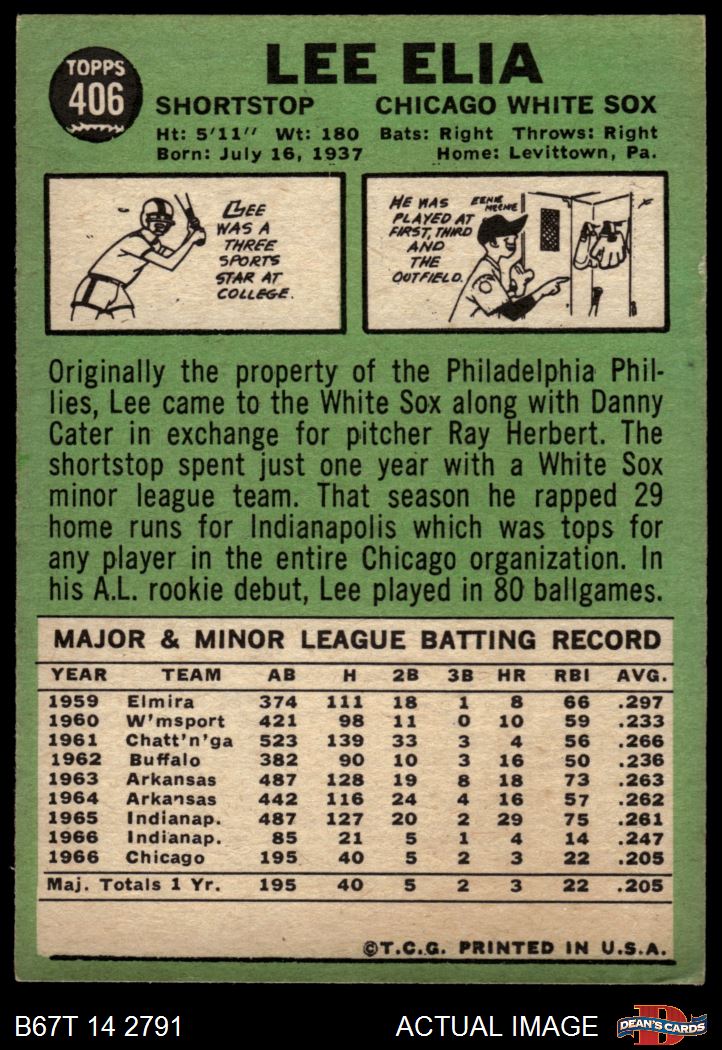 TOPPS
406
LEE ELIA
SHORTSTOP CHICAGO WHITE SOX
Ht: 5'11" Wt: 180 Bats: Right Throws: Right
Born: July 16, 1937 Home: Levittown, Pa.
LEE
WAS A
THREE
SPORTS
STAR AT
COLLEGE.
HE WAS
PLAYED AT
FIRST, THIRD
AND
THE
OUTFIELD.
EENIE
MEENIE
Originally the property of the Philadelphia Phil-
lies, Lee came to the White Sox along with Danny
Cater in exchange for pitcher Ray Herbert. The
shortstop spent just one year with a White Sox
minor league team. That season he rapped 29
home runs for Indianapolis which was tops for
any player in the entire Chicago organization. In
his A.L. rookie debut, Lee played in 80 ballgames.
MAJOR & MINOR LEAGUE BATTING RECORD
YEAR TEAM AB H 2B 3B HR RBI AVG.
1959 Elmira 374 111 18 1 8 66 .297
1960 W'msport 421 98 11 0 10 59 .233
1961 Chatt'n'ga 523 139 33 3 4 56 .266
1962 Buffalo 382 90 10 3 16 50 .236
1963 Arkansas 487 128 19 8 18 73 .263
1964 Arkansas 442 116 24 4 16 57 .262
1965 Indianap. 487 127 20 2 29 75 .261
1966 Indianap. 85 21 5 1 4 14 .247
1966 Chicago 195 40 5 2 3 22 .205
Maj. Totals 1 Yr. 195 40 5 2 3 22 .205
©T.C.G. PRINTED IN U.S.A.
B67T 14 2791 ACTUAL IMAGE
D
DEAN'S CARDS